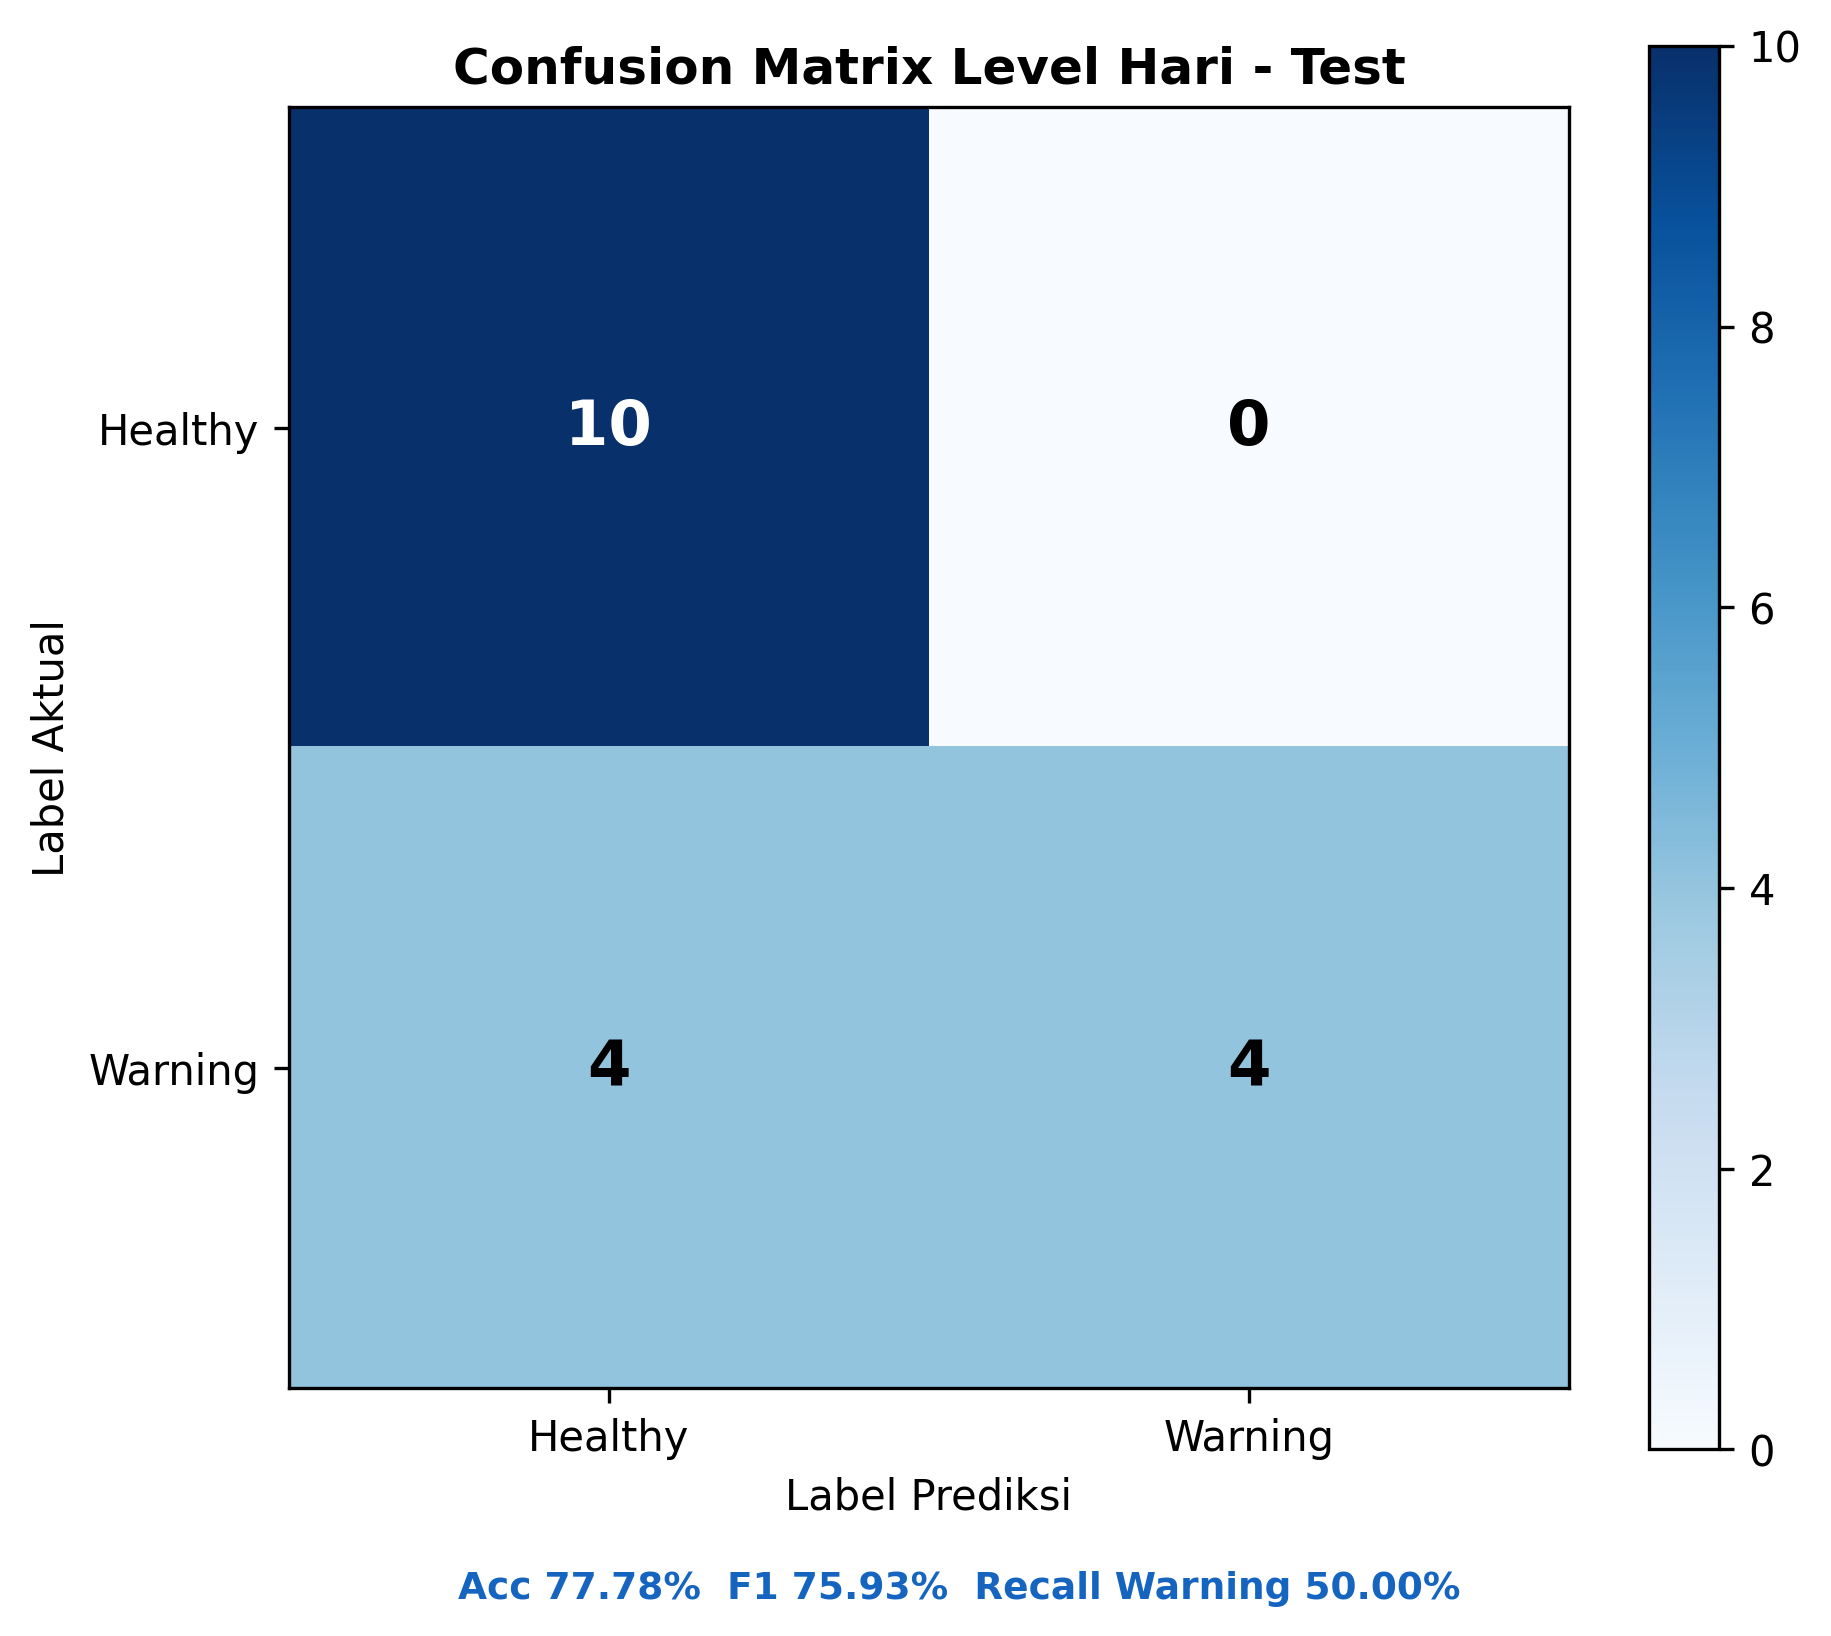 Confusion Matrix Level Hari - Test
Label Aktual
Healthy
Warning
10
0
4
4
Healthy
Warning
Label Prediksi
10
8
6
4
2
0
Acc 77.78%  F1 75.93%  Recall Warning 50.00%